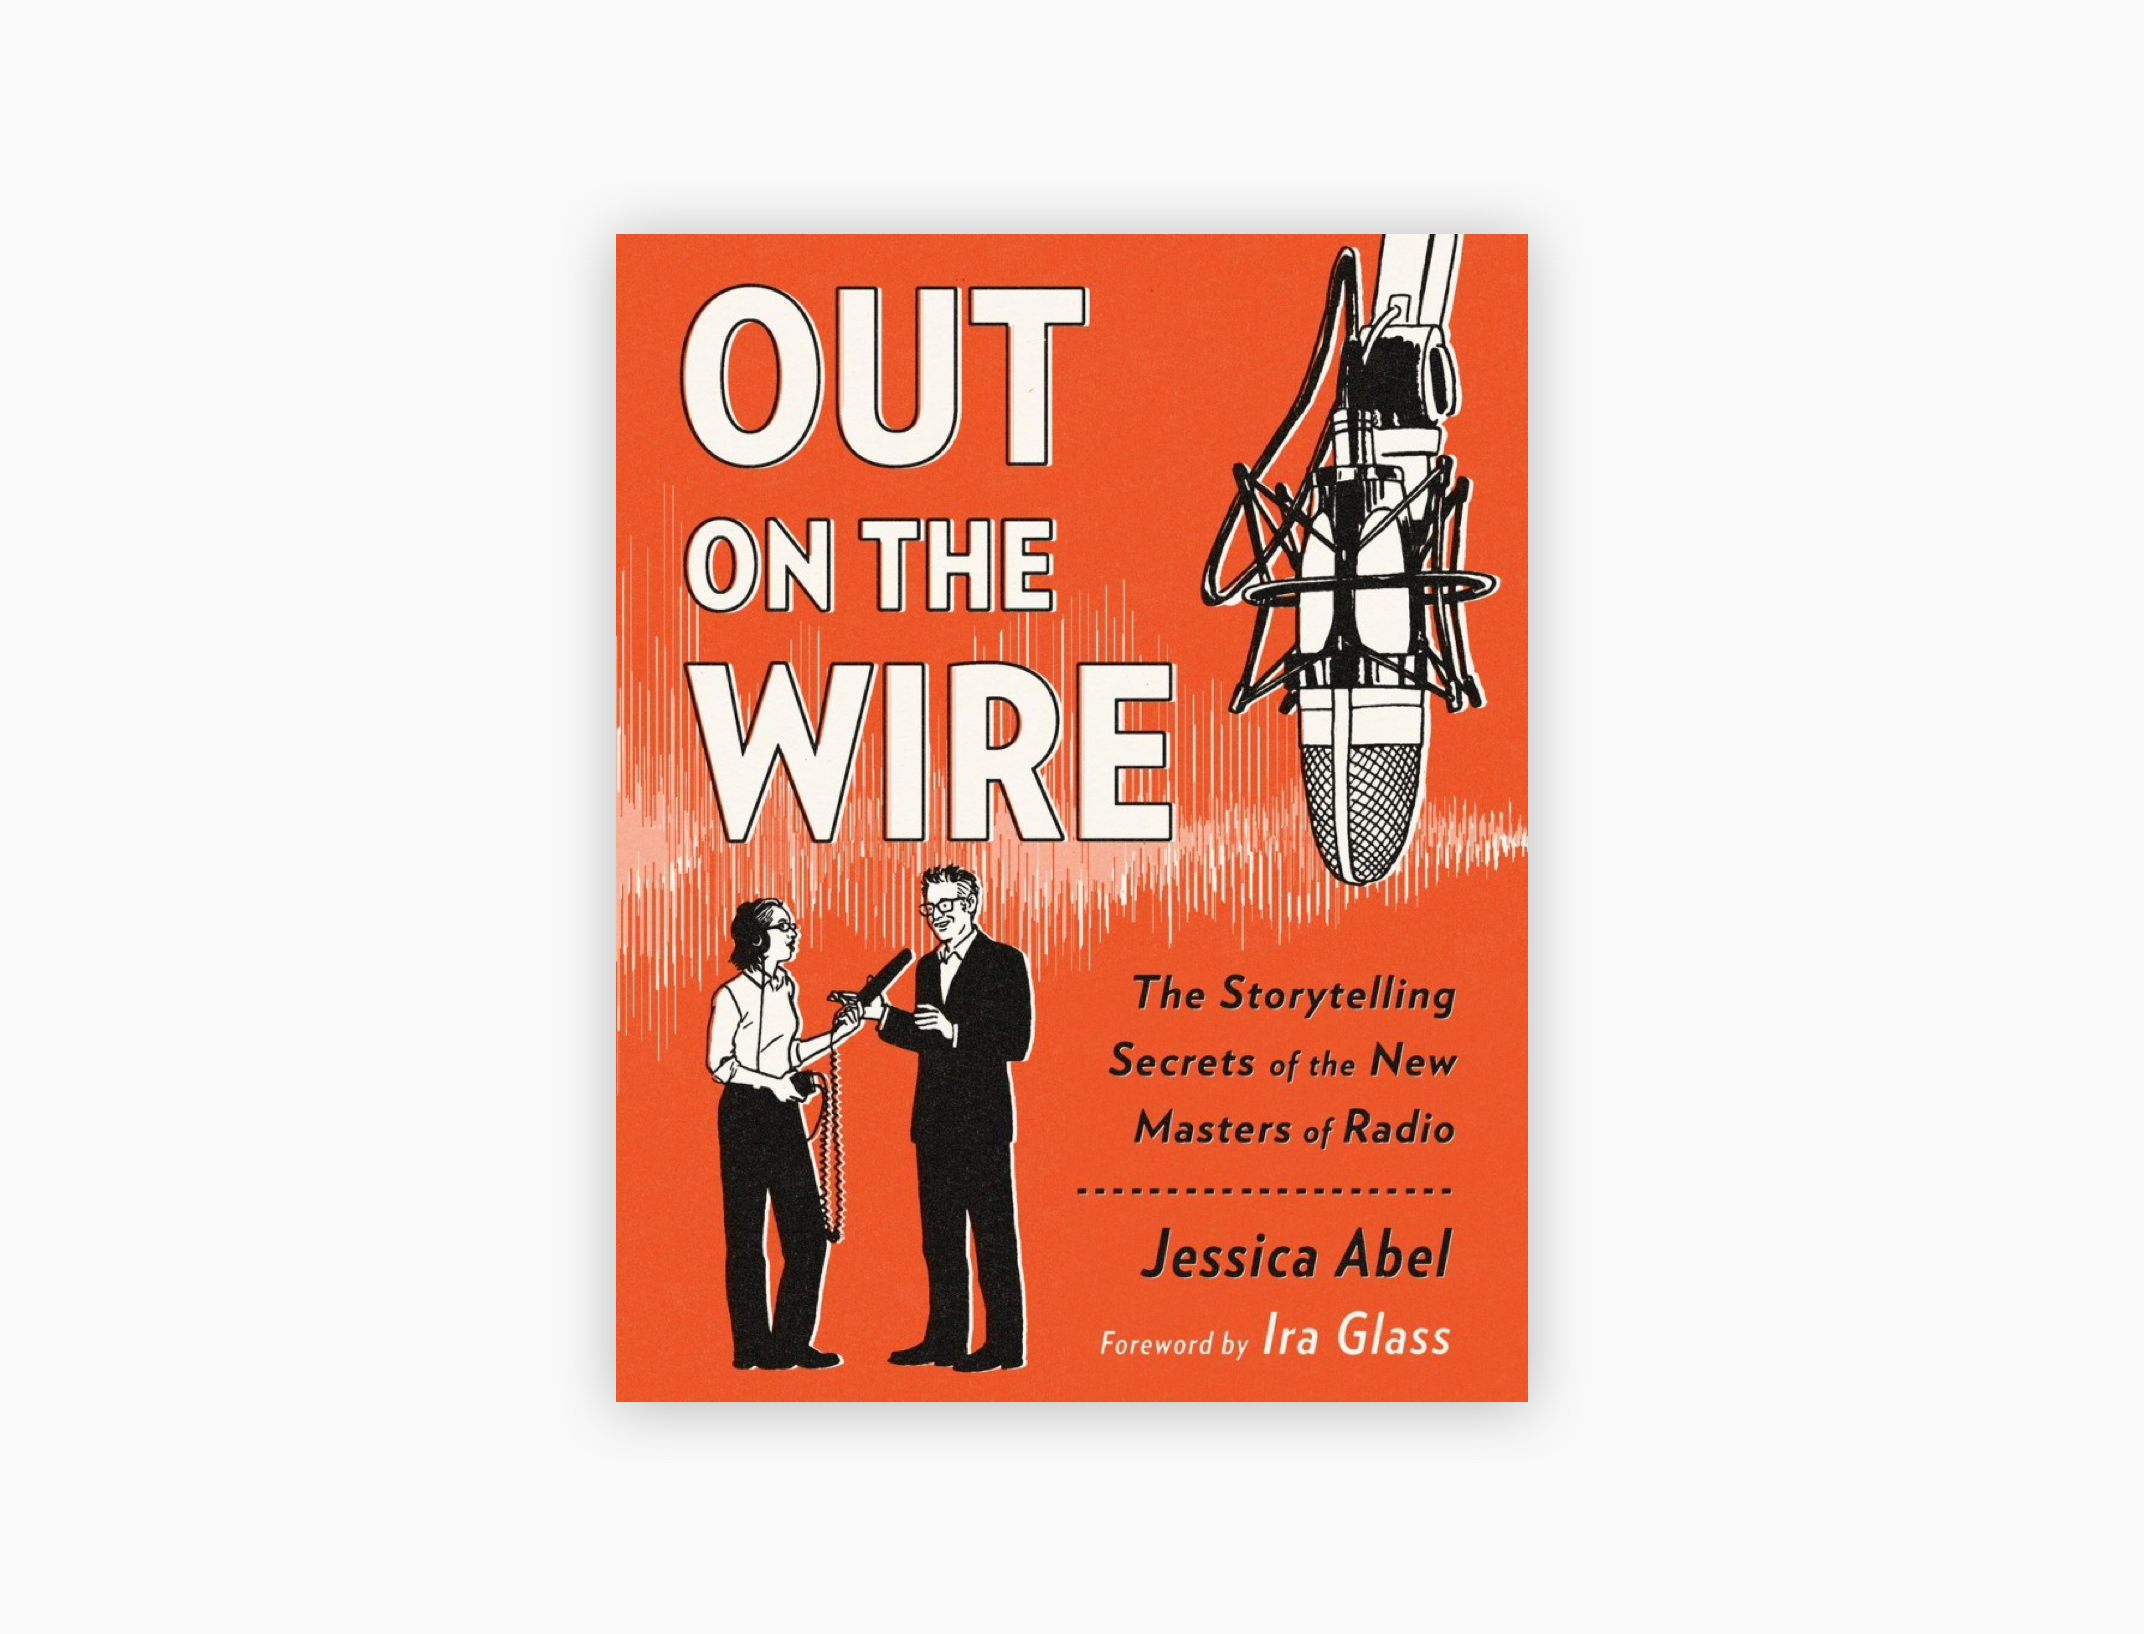 OUT
ON THE
WIRE
The Storytelling
Secrets of the New
Masters of Radio
Jessica Abel
Foreword by Ira Glass